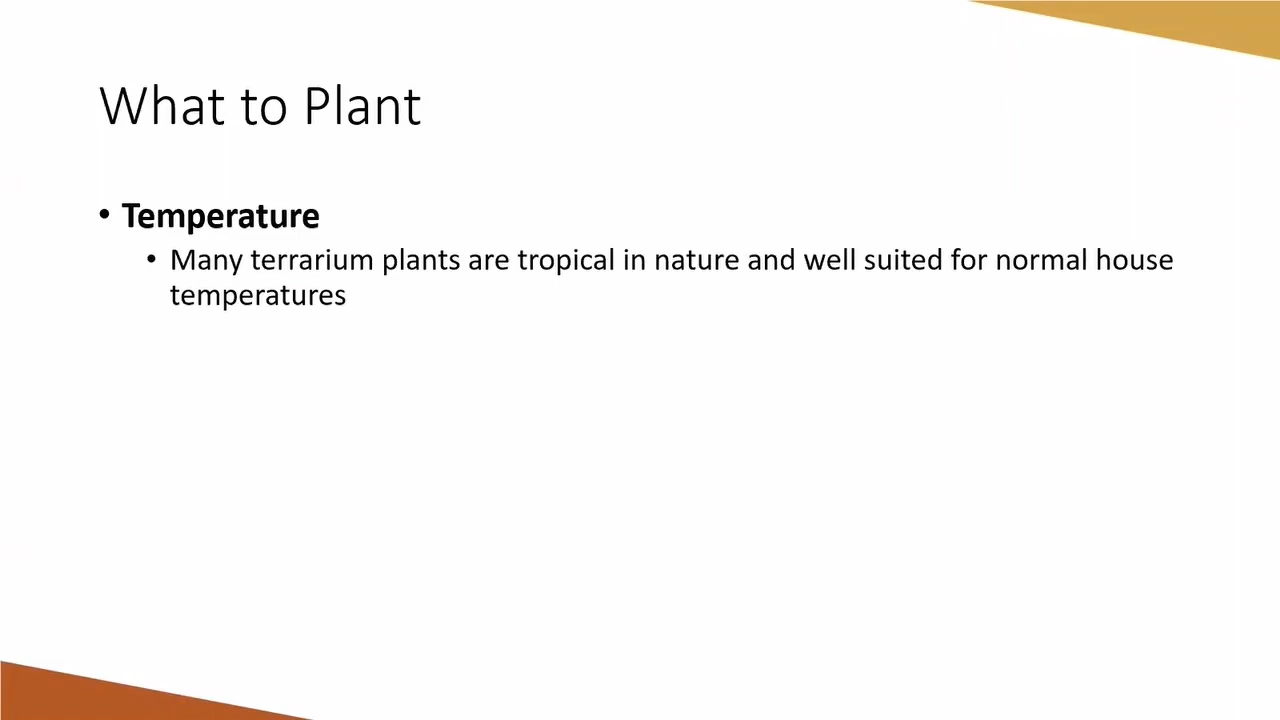 What to Plant
• Temperature
• Many terrarium plants are tropical in nature and well suited for normal house
temperatures